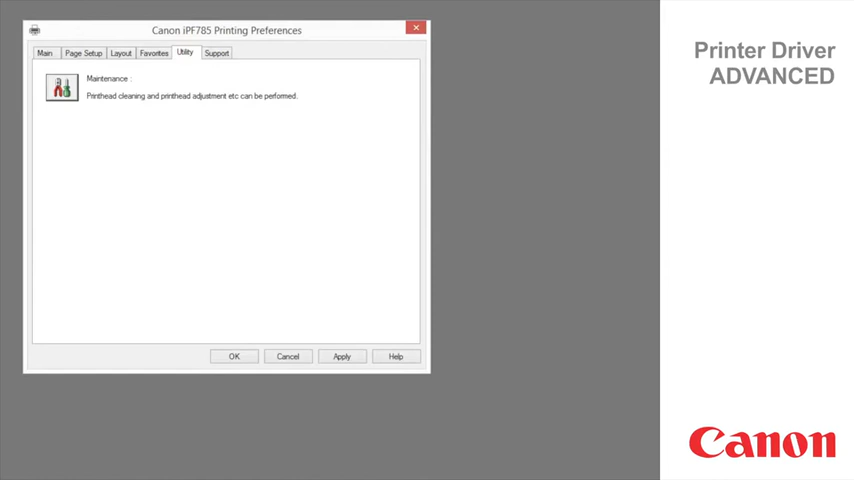 Canon iPF785 Printing Preferences
Main Page Setup Layout Favorites Utility Support
Maintenance :
Printhead cleaning and printhead adjustment etc can be performed.
OK Cancel Apply Help
Printer Driver
ADVANCED
Canon